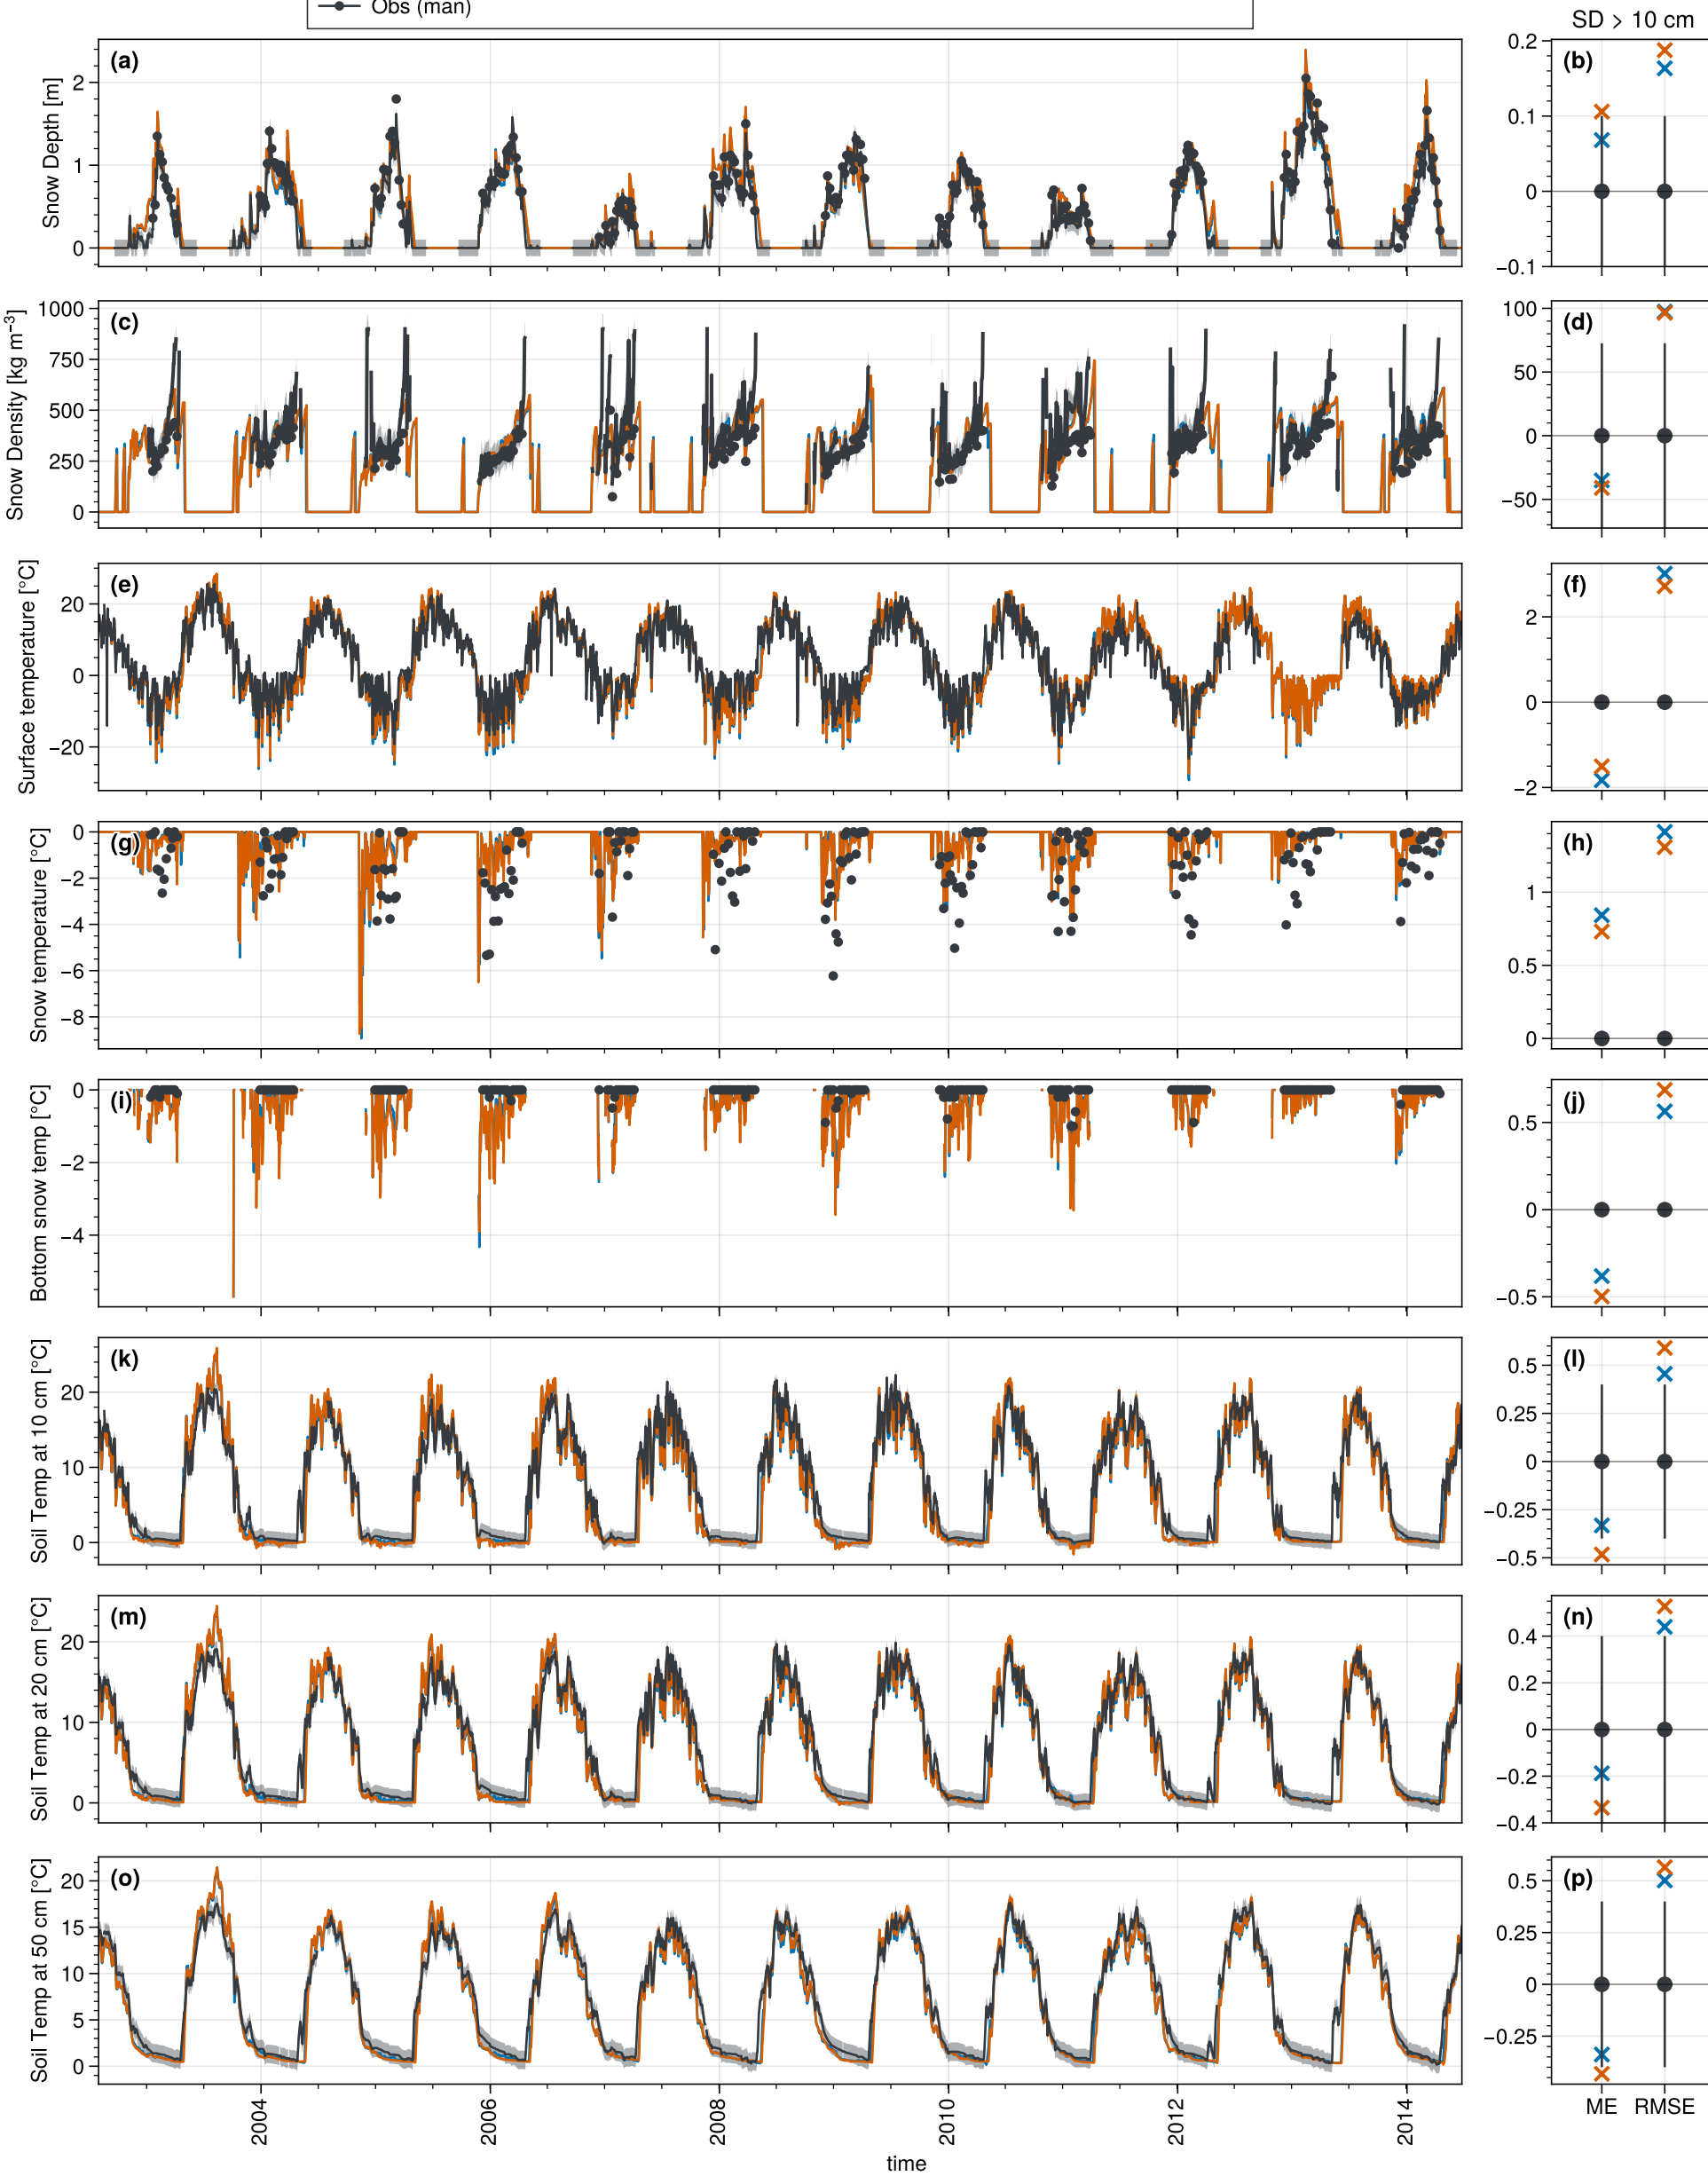 Obs (man)
SD > 10 cm
(a)
Snow Depth [m]
2
1
0
(b)
0.2
0.1
0
−0.1
(c)
Snow Density [kg m⁻³]
1000
750
500
250
0
(d)
100
50
0
−50
(e)
Surface temperature [°C]
20
0
−20
(f)
2
0
−2
(g)
Snow temperature [°C]
0
−2
−4
−6
−8
(h)
1
0.5
0
(i)
Bottom snow temp [°C]
0
−2
−4
(j)
0.5
0
−0.5
(k)
Soil Temp at 10 cm [°C]
20
10
0
(l)
0.5
0.25
0
−0.25
−0.5
(m)
Soil Temp at 20 cm [°C]
20
10
0
(n)
0.4
0.2
0
−0.2
−0.4
(o)
Soil Temp at 50 cm [°C]
20
15
10
5
0
(p)
0.5
0.25
0
−0.25
2004
2006
2008
2010
2012
2014
ME RMSE
time